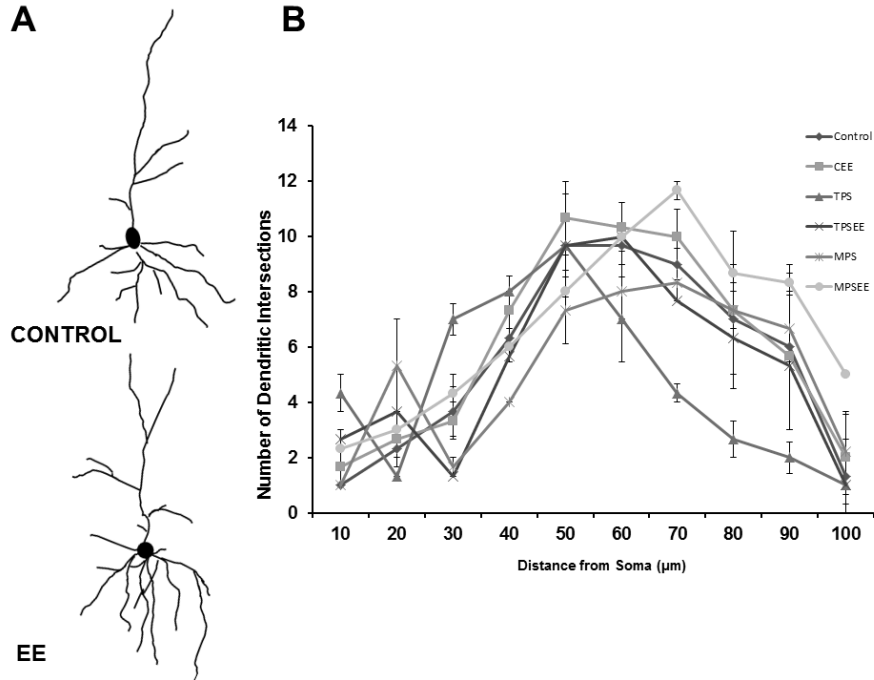 A
CONTROL
EE
B
Number of Dendritic Intersections
14
12
10
8
6
4
2
0
10 20 30 40 50 60 70 80 90 100
Distance from Soma (µm)
Control
CEE
TPS
TPSEE
MPS
MPSEE